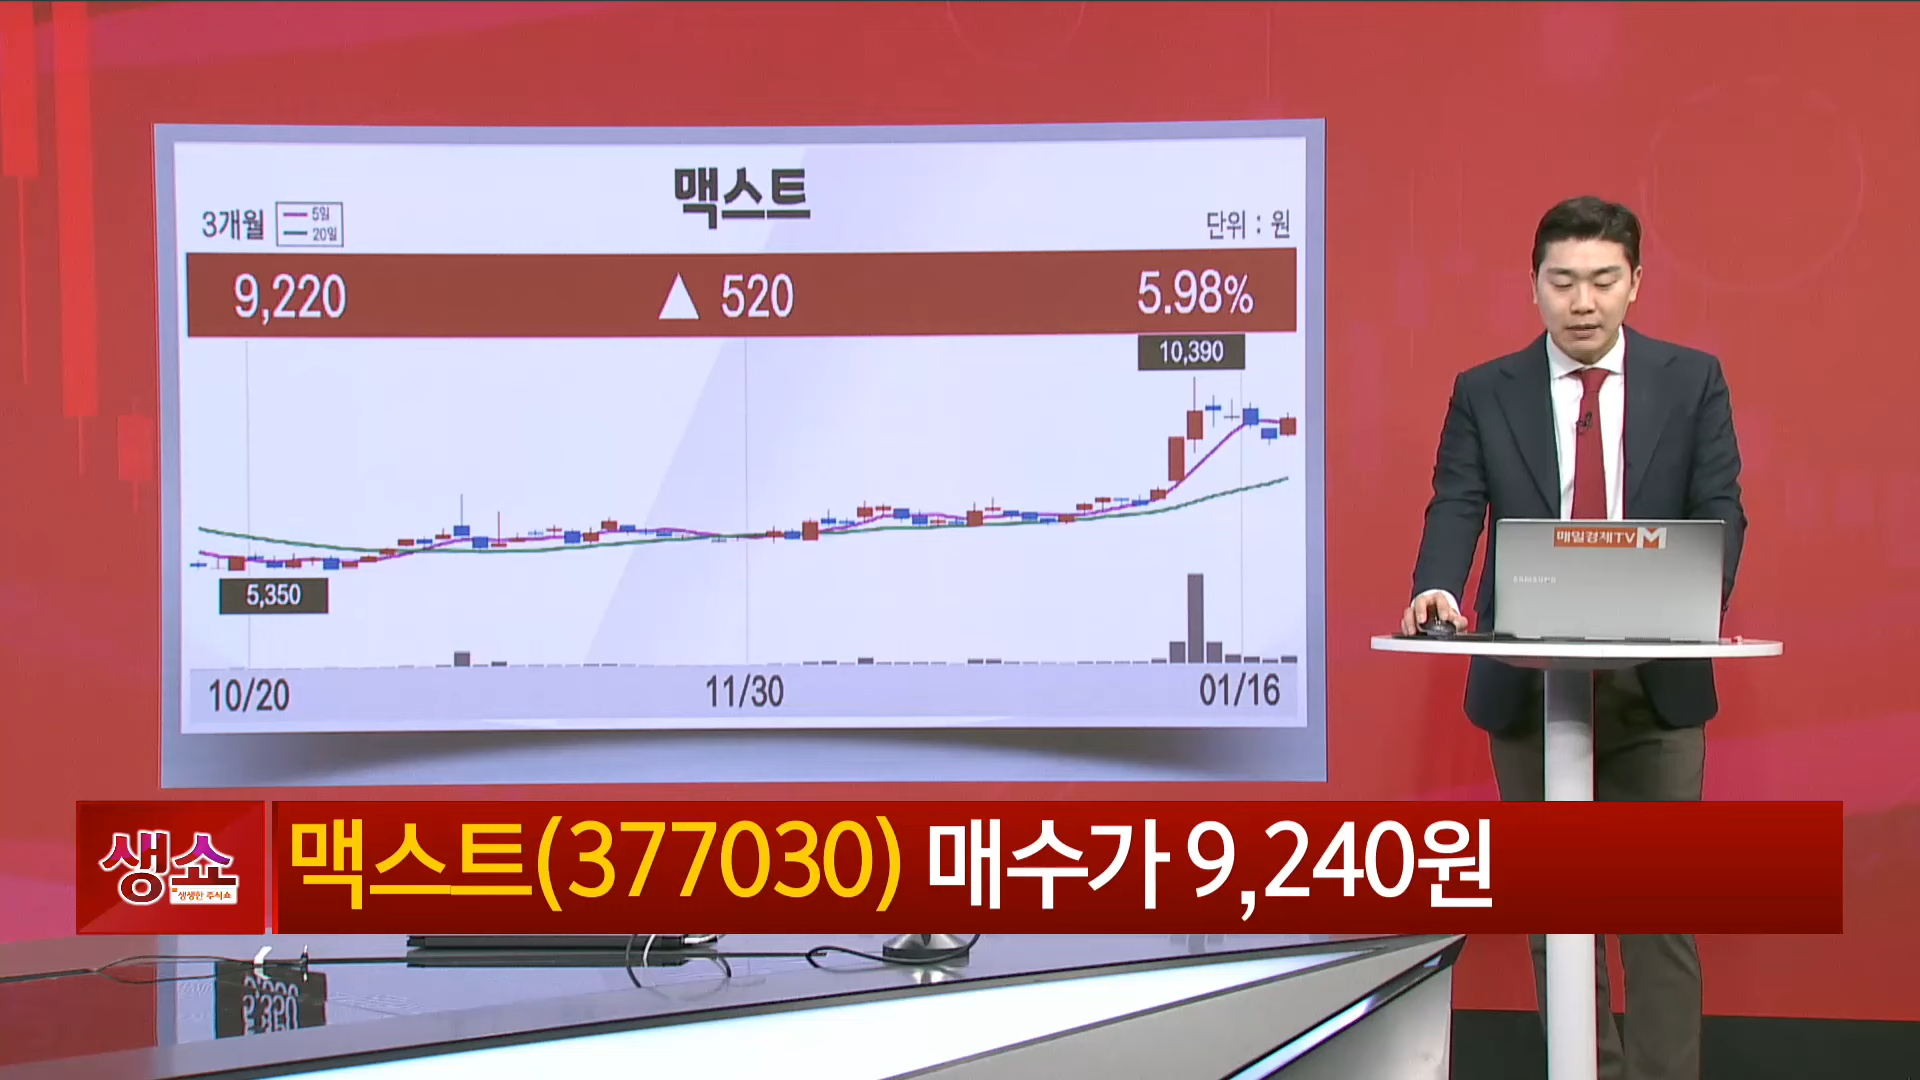 맥스트
3개월
5일
20일
단위 : 원
9,220 ▲ 520 5.98%
10,390
5,350
10/20 11/30 01/16
매일경제TV M
SAMSUNG
생쇼
생생한 주식쇼
맥스트(377030) 매수가 9,240원